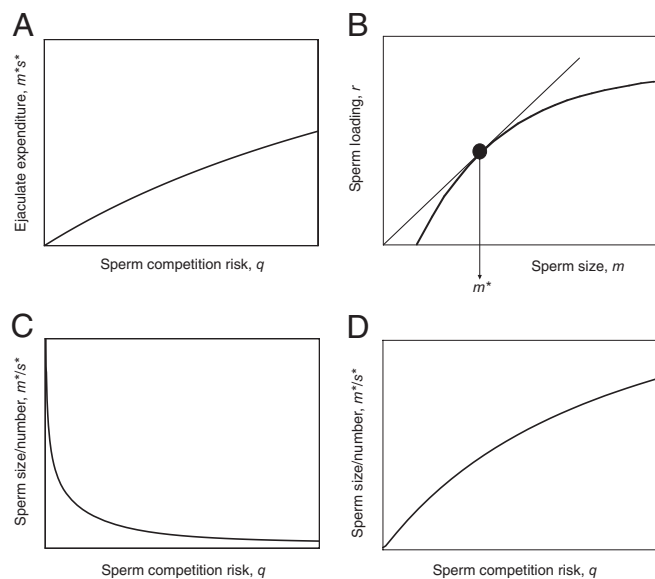 A
Ejaculate expenditure, m*s*
Sperm competition risk, q
B
Sperm loading, r
Sperm size, m
m*
C
Sperm size/number, m*/s*
Sperm competition risk, q
D
Sperm size/number, m*/s*
Sperm competition risk, q